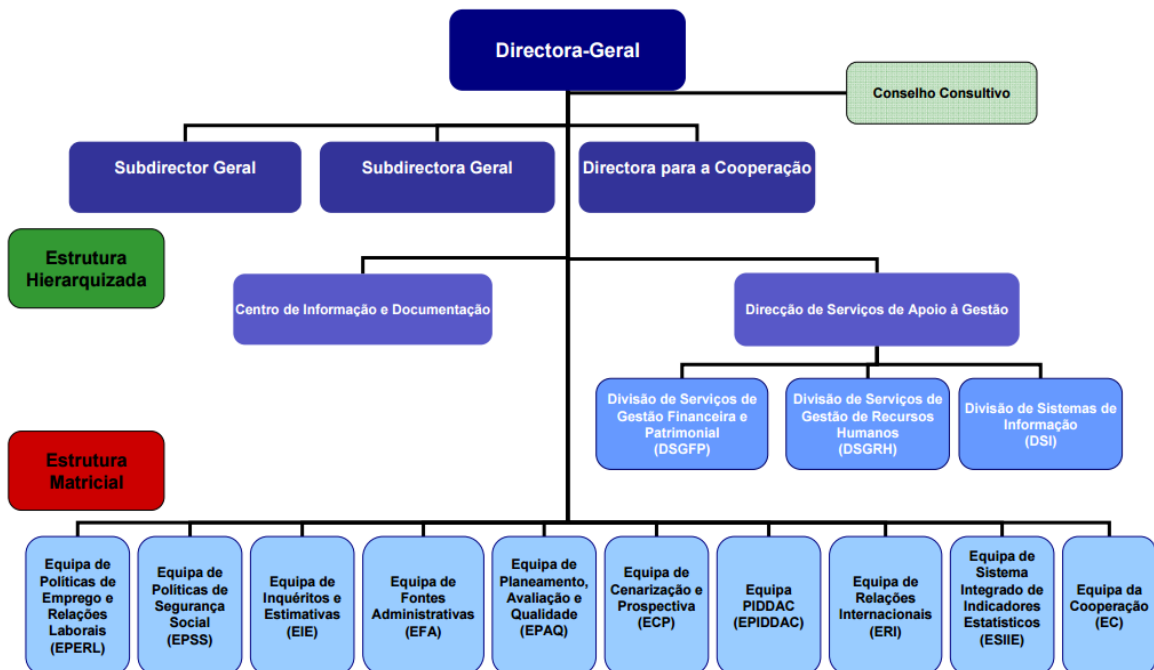 Directora-Geral
Conselho Consultivo
Subdirector Geral
Subdirectora Geral
Directora para a Cooperação
Estrutura
Hierarquizada
Centro de Informação e Documentação
Direcção de Serviços de Apoio à Gestão
Divisão de Serviços de
Gestão Financeira e
Patrimonial
(DSGFP)
Divisão de Serviços de
Gestão de Recursos
Humanos
(DSGRH)
Divisão de Sistemas de
Informação
(DSI)
Estrutura
Matricial
Equipa de
Políticas de
Emprego e
Relações
Laborais
(EPERL)
Equipa de
Políticas de
Segurança
Social
(EPSS)
Equipa de
Inquéritos e
Estimativas
(EIE)
Equipa de
Fontes
Administrativas
(EFA)
Equipa de
Planeamento,
Avaliação e
Qualidade
(EPAQ)
Equipa de
Cenarização e
Prospectiva
(ECP)
Equipa
PIDDAC
(EPIDDAC)
Equipa de
Relações
Internacionais
(ERI)
Equipa de
Sistema
Integrado de
Indicadores
Estatísticos
(ESIIE)
Equipa da
Cooperação
(EC)